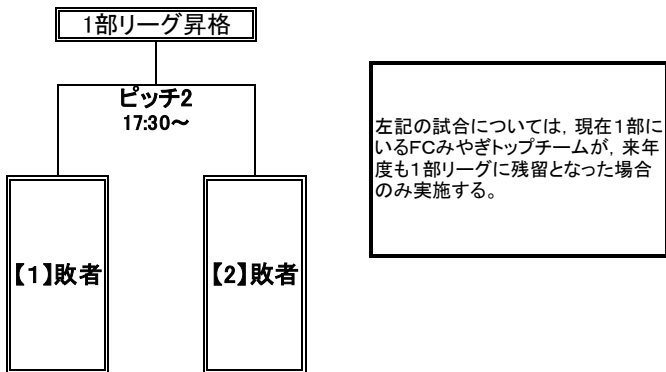 1部リーグ昇格
ピッチ2
17:30～
【1】敗者
【2】敗者
左記の試合については，現在１部に
いるＦＣみやぎトップチームが，来年
度も１部リーグに残留となった場合
のみ実施する。